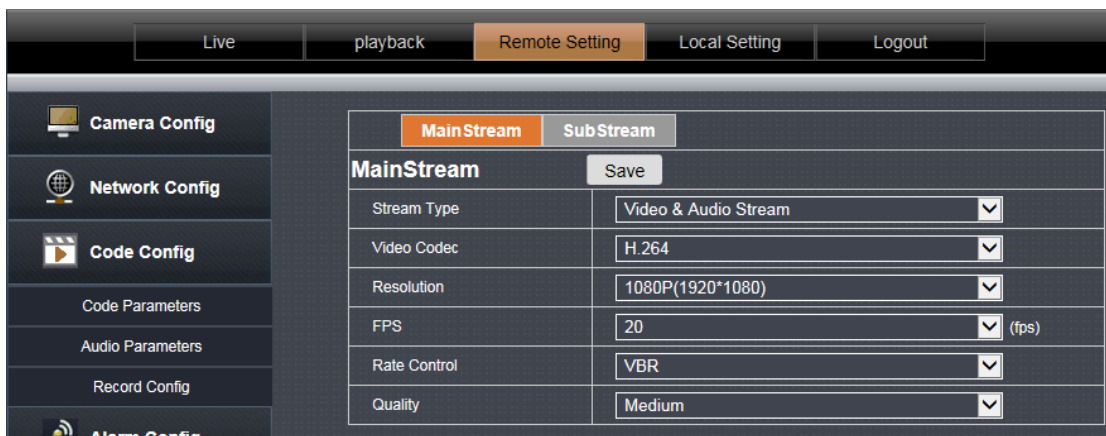 Live playback Remote Setting Local Setting Logout
Camera Config
Network Config
Code Config
Code Parameters
Audio Parameters
Record Config
Alarm Config
MainStream SubStream
MainStream Save
Stream Type Video & Audio Stream
Video Codec H.264
Resolution 1080P(1920*1080)
FPS 20 (fps)
Rate Control VBR
Quality Medium